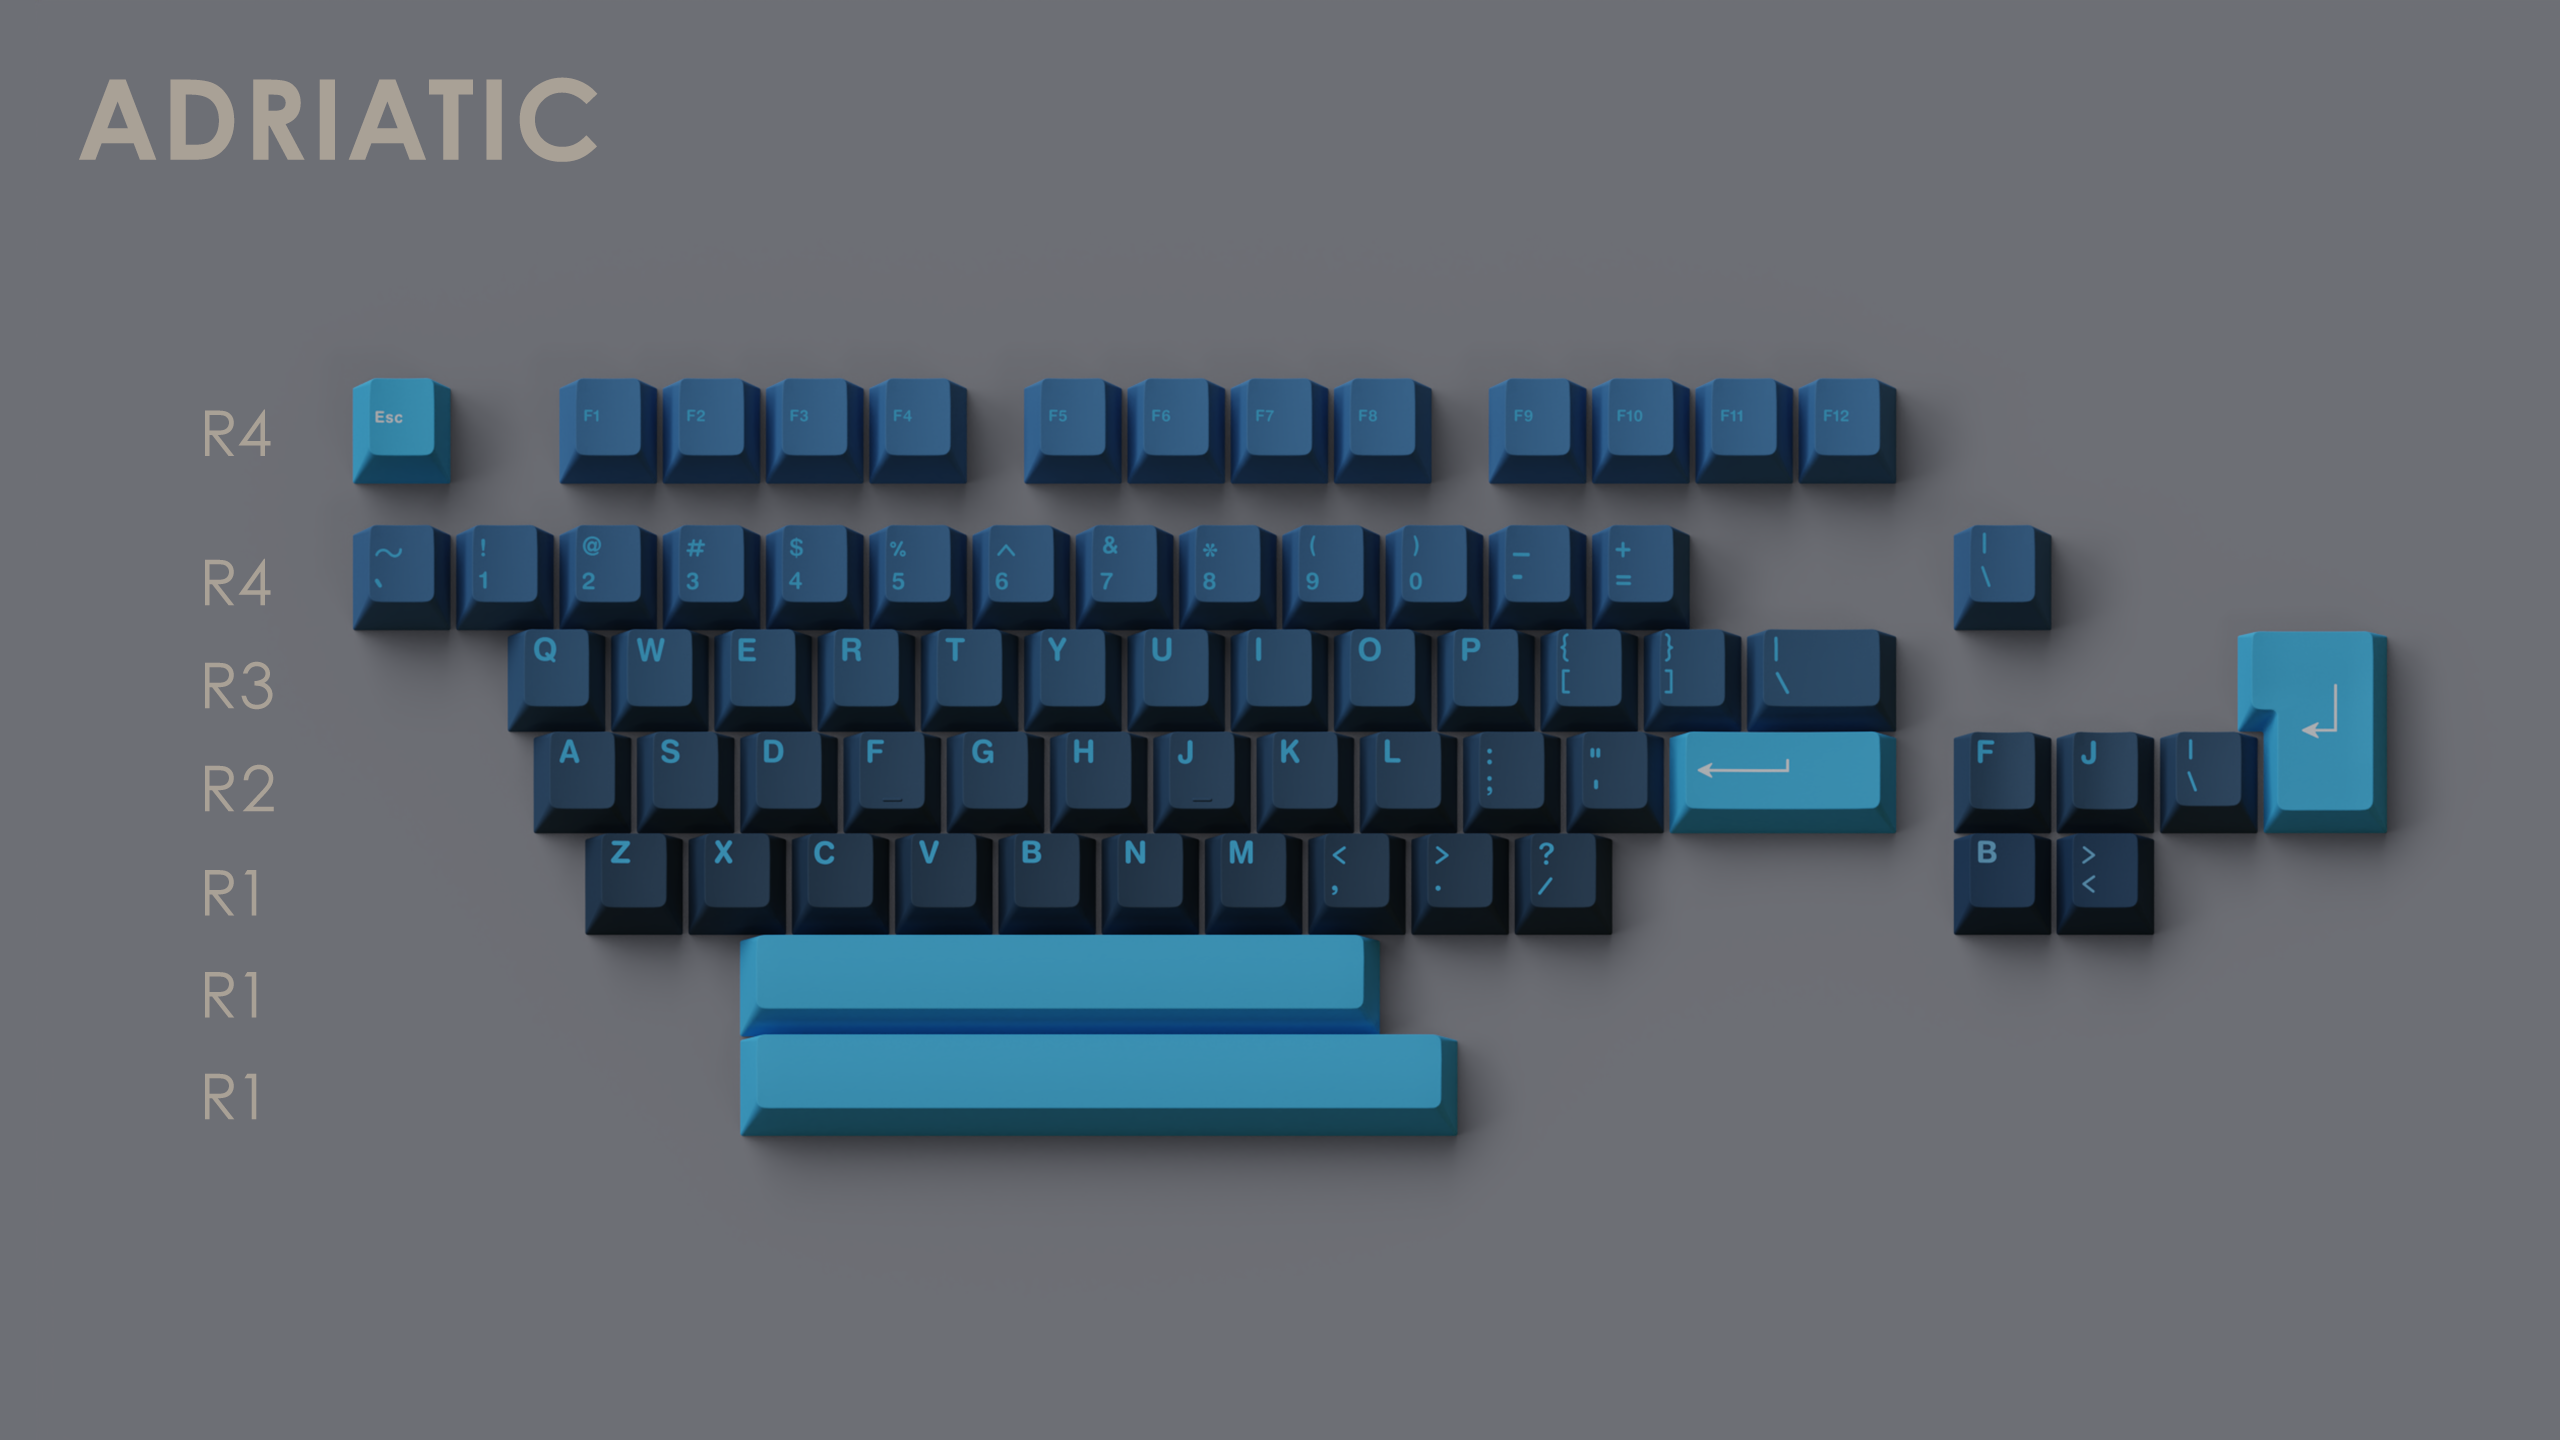 ADRIATIC
R4 Esc F1 F2 F3 F4 F5 F6 F7 F8 F9 F10 F11 F12
~ ! @ # $ % ^ & * ( ) _ + |
R4 ` 1 2 3 4 5 6 7 8 9 0 - = \
R3 Q W E R T Y U I O P { [ } ] | \
R2 A S D F _ G H J _ K L : ; " ' ← F J | \ ↵
R1 Z X C V B N M < , > . ? / B > <
R1
R1